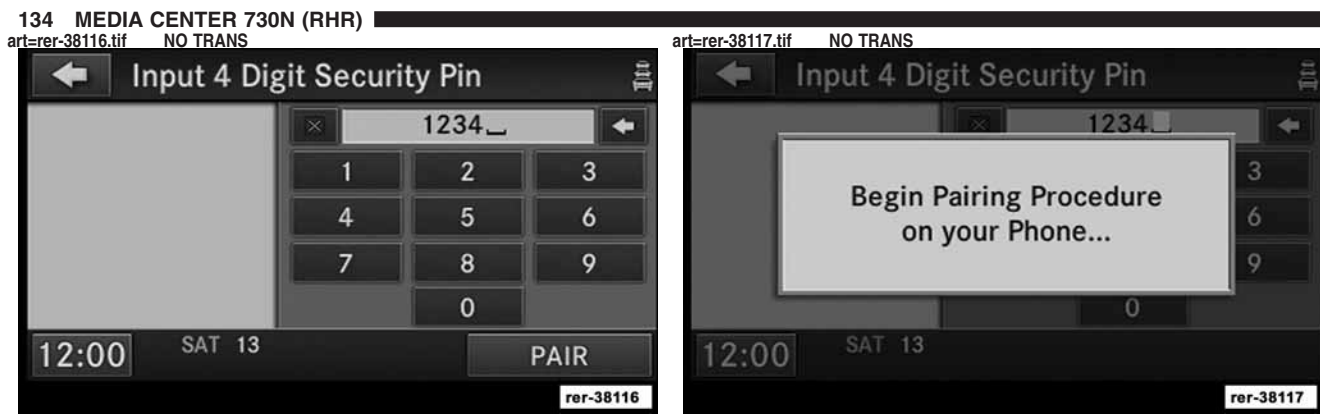 134 MEDIA CENTER 730N (RHR)
art=rer-38116.tif NO TRANS
Input 4 Digit Security Pin
1234_
1 2 3
4 5 6
7 8 9
0
12:00 SAT 13 PAIR
rer-38116
art=rer-38117.tif NO TRANS
Input 4 Digit Security Pin
1234_
3
Begin Pairing Procedure
on your Phone...
6
9
0
12:00 SAT 13
rer-38117